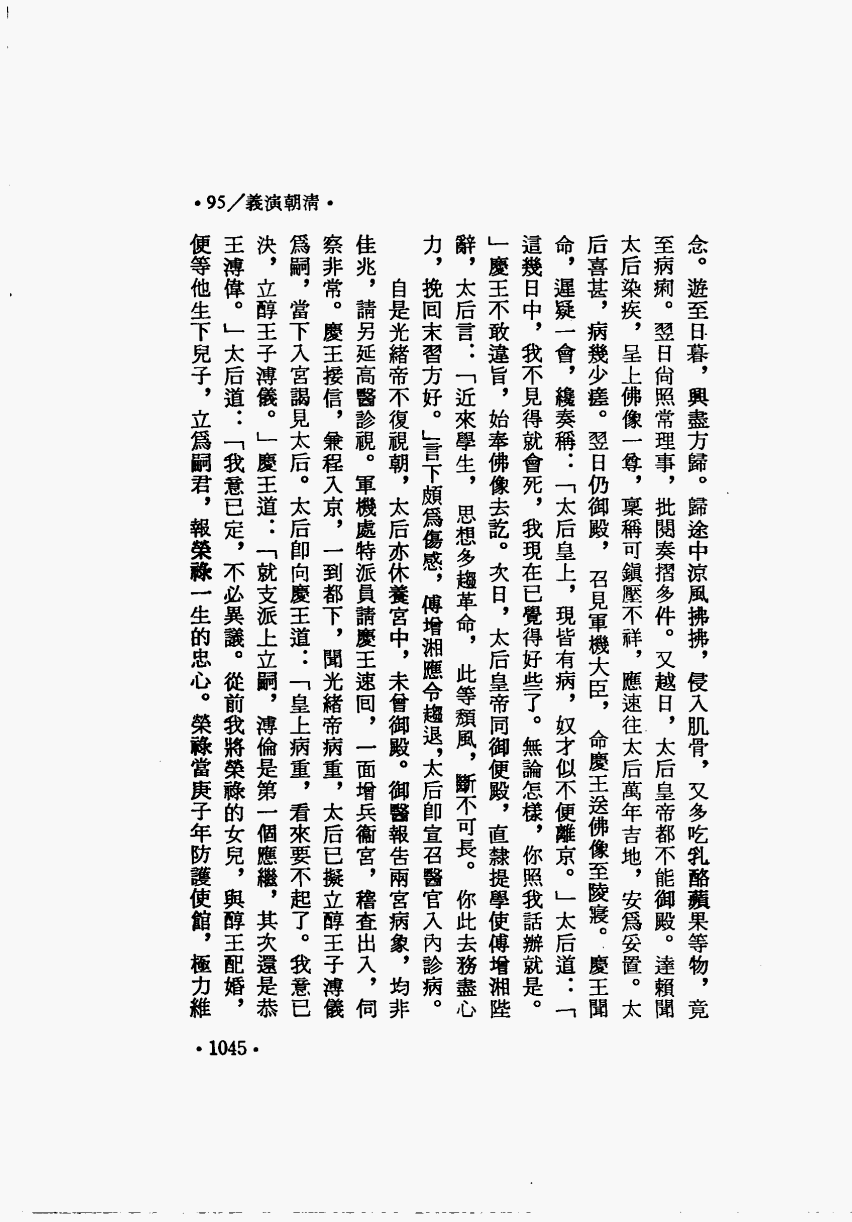 •95／義演朝淸•
念。遊至日暮，興盡方歸。歸途中涼風拂拂，侵入肌骨，又多吃乳酪蘋果等物，竟
至病痢。翌日尙照常理事，批閱奏摺多件。又越日，太后皇帝都不能御殿。達賴聞
太后染疾，呈上佛像一尊，稟稱可鎭壓不祥，應速往太后萬年吉地，安爲妥置。太
后喜甚，病幾少瘥。翌日仍御殿，召見軍機大臣，命慶王送佛像至陵寢。慶王聞
命，遲疑一會，纔奏稱：「太后皇上，現皆有病，奴才似不便離京。」太后道：「
這幾日中，我不見得就會死，我現在已覺得好些了。無論怎樣，你照我話辦就是。
」慶王不敢違旨，始奉佛像去訖。次日，太后皇帝同御便殿，直隸提學使傅增湘陛
辭，太后言：「近來學生，思想多趨革命，此等頹風，斷不可長。你此去務盡心
力，挽回末習方好。」言下頗爲傷感，傅增湘應令趨退，太后卽宣召醫官入內診病。
自是光緒帝不復視朝，太后亦休養宮中，未曾御殿。御醫報吿兩宮病象，均非
佳兆，請另延高醫診視。軍機處特派員請慶王速回，一面增兵衞宮，稽查出入，伺
察非常。慶王接信，兼程入京，一到都下，聞光緒帝病重，太后已擬立醇王子溥儀
爲嗣，當下入宮謁見太后。太后卽向慶王道：「皇上病重，看來要不起了。我意已
決，立醇王子溥儀。」慶王道：「就支派上立嗣，溥倫是第一個應繼，其次還是恭
王溥偉。」太后道：「我意已定，不必異議。從前我將榮祿的女兒，與醇王配婚，
便等他生下兒子，立爲嗣君，報榮祿一生的忠心。榮祿當庚子年防護使館，極力維
•1045•